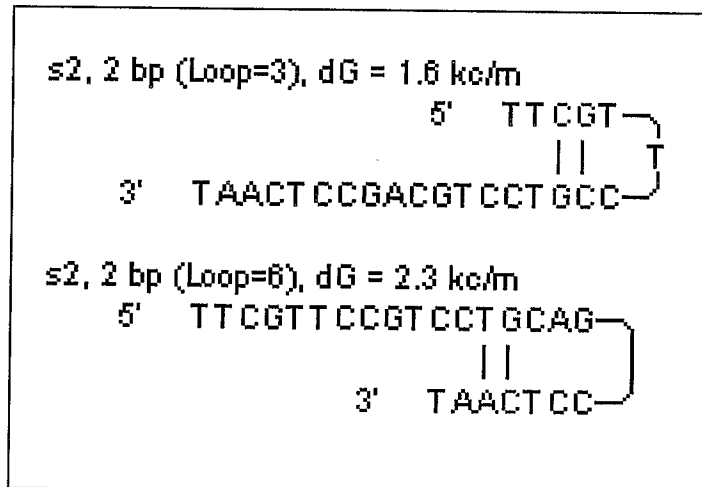 s2, 2 bp (Loop=3), dG = 1.6 kc/m
5' TTCGT
| | T
3' TAACTCCGACGTCCTGCC
s2, 2 bp (Loop=6), dG = 2.3 kc/m
5' TTCGTTCCGTCCTGCAG
| |
3' TAACTCC